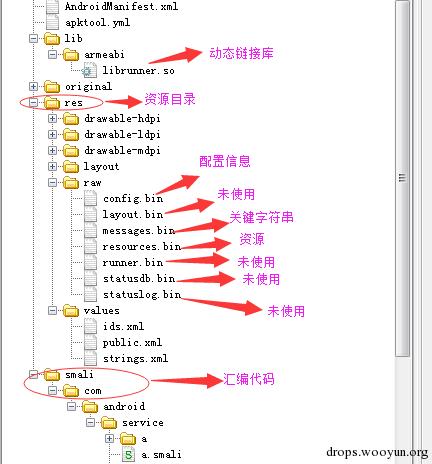 AndroidManifest.xml
apktool.yml
lib
armeabi
动态链接库
librunner.so
original
res
资源目录
drawable-hdpi
drawable-ldpi
drawable-mdpi
layout
raw
配置信息
config.bin
未使用
layout.bin
关键字符串
messages.bin
资源
resources.bin
runner.bin
未使用
statusdb.bin
未使用
statuslog.bin
未使用
values
ids.xml
public.xml
strings.xml
smali
汇编代码
com
android
service
a
a.smali
drops.wooyun.org